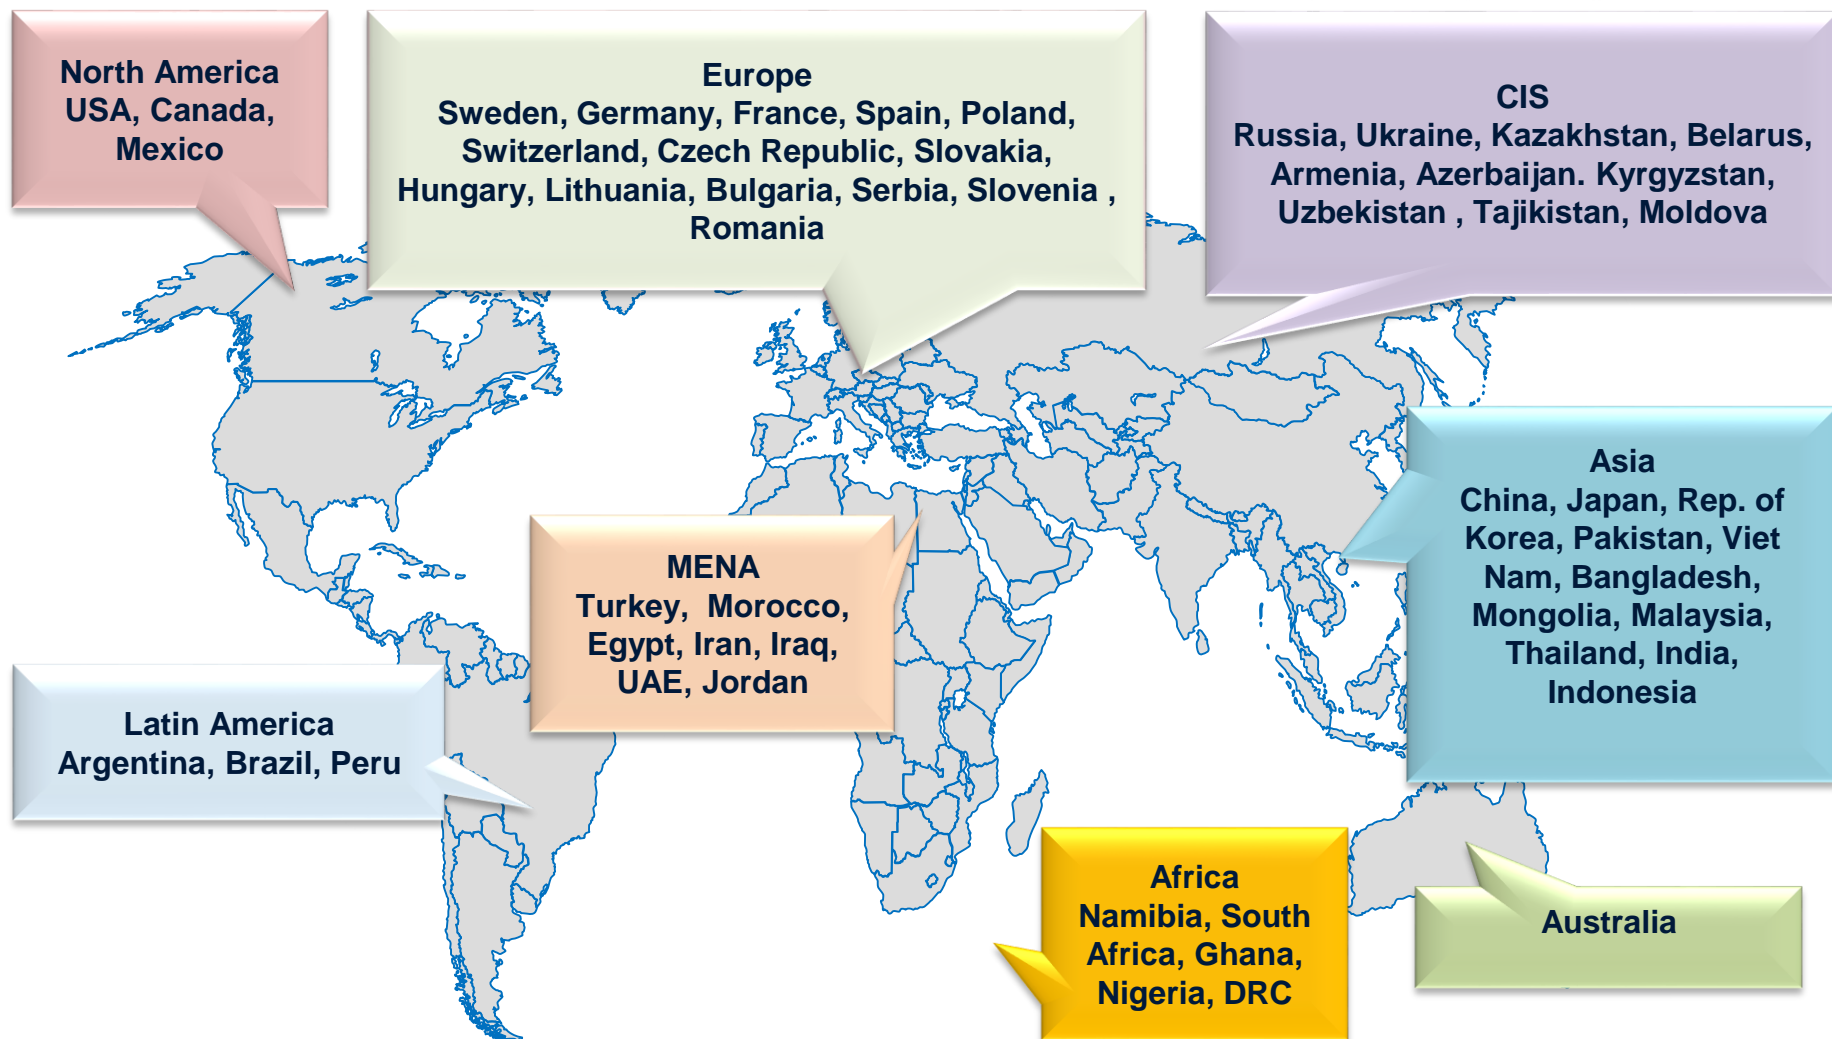 North America
USA, Canada,
Mexico
Europe
Sweden, Germany, France, Spain, Poland,
Switzerland, Czech Republic, Slovakia,
Hungary, Lithuania, Bulgaria, Serbia, Slovenia ,
Romania
CIS
Russia, Ukraine, Kazakhstan, Belarus,
Armenia, Azerbaijan. Kyrgyzstan,
Uzbekistan , Tajikistan, Moldova
Asia
China, Japan, Rep. of
Korea, Pakistan, Viet
Nam, Bangladesh,
Mongolia, Malaysia,
Thailand, India,
Indonesia
MENA
Turkey,  Morocco,
Egypt, Iran, Iraq,
UAE, Jordan
Latin America
Argentina, Brazil, Peru
Africa
Namibia, South
Africa, Ghana,
Nigeria, DRC
Australia